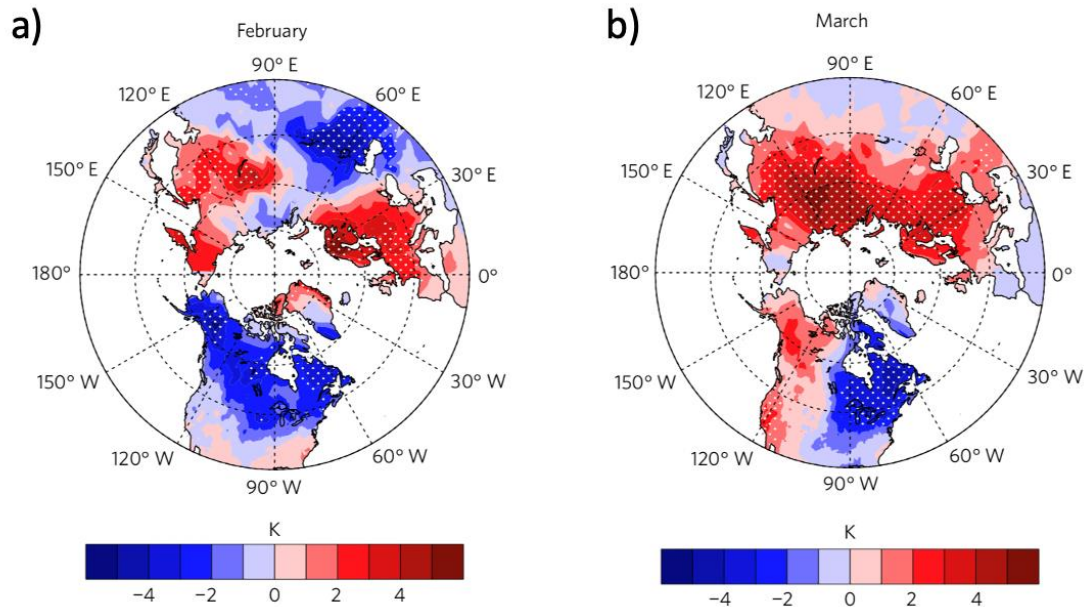 a)
February
90° E
120° E
60° E
150° E
30° E
180°
0°
150° W
30° W
120° W
60° W
90° W
K
−4 −2 0 2 4
b)
March
90° E
120° E
60° E
150° E
30° E
180°
0°
150° W
30° W
120° W
60° W
90° W
K
−4 −2 0 2 4